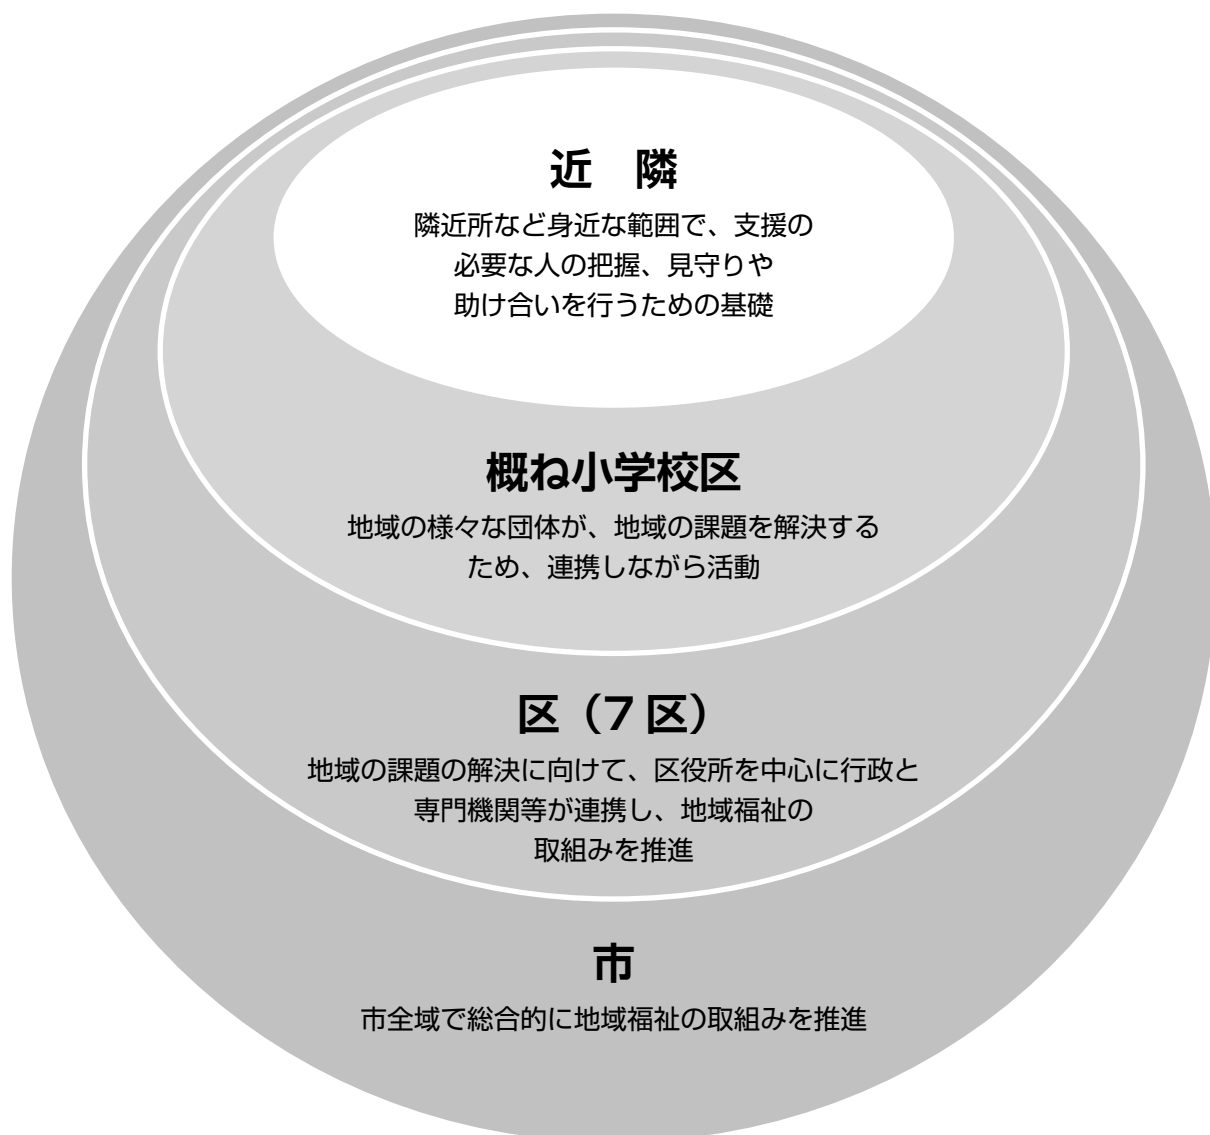 近　隣
隣近所など身近な範囲で、支援の
必要な人の把握、見守りや
助け合いを行うための基礎
概ね小学校区
地域の様々な団体が、地域の課題を解決する
ため、連携しながら活動
区（7 区）
地域の課題の解決に向けて、区役所を中心に行政と
専門機関等が連携し、地域福祉の
取組みを推進
市
市全域で総合的に地域福祉の取組みを推進